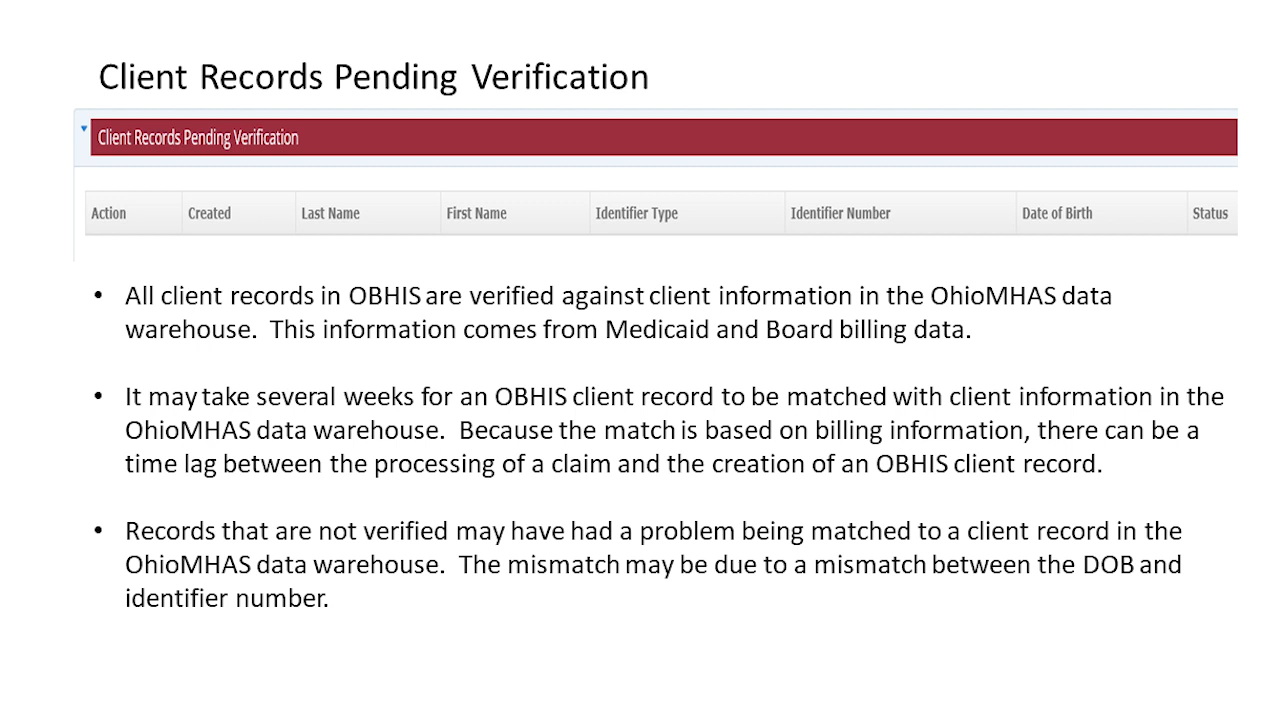 Client Records Pending Verification
Client Records Pending Verification
Action Created Last Name First Name Identifier Type Identifier Number Date of Birth Status
• All client records in OBHIS are verified against client information in the OhioMHAS data
warehouse. This information comes from Medicaid and Board billing data.
• It may take several weeks for an OBHIS client record to be matched with client information in the
OhioMHAS data warehouse. Because the match is based on billing information, there can be a
time lag between the processing of a claim and the creation of an OBHIS client record.
• Records that are not verified may have had a problem being matched to a client record in the
OhioMHAS data warehouse. The mismatch may be due to a mismatch between the DOB and
identifier number.